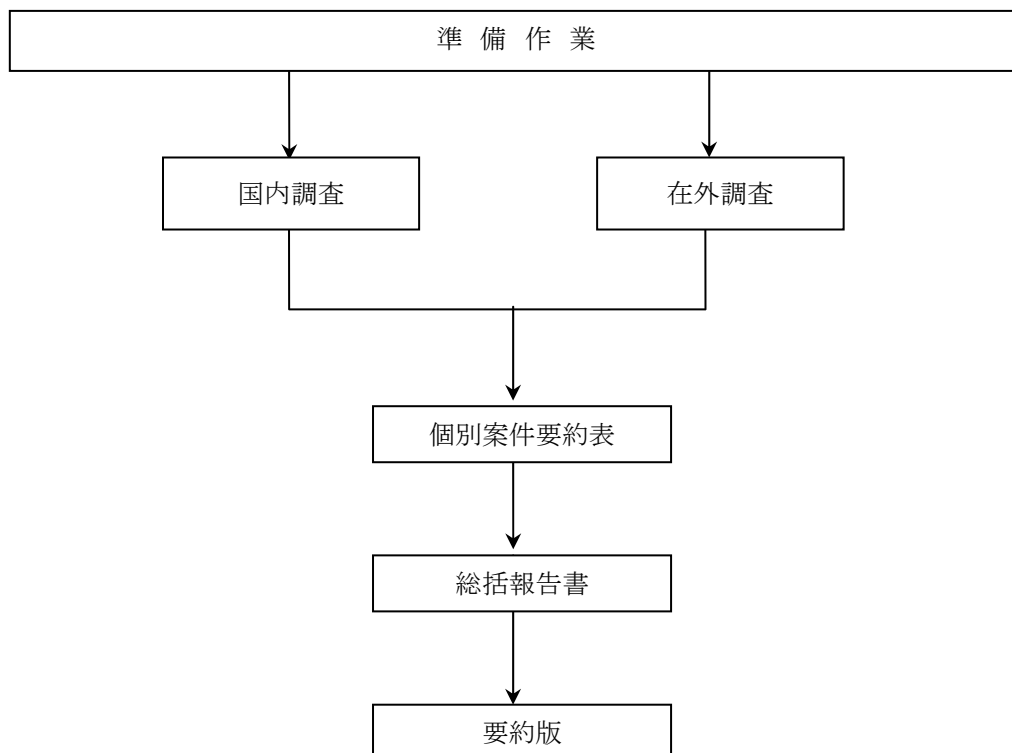 準 備 作 業
国内調査
在外調査
個別案件要約表
総括報告書
要約版